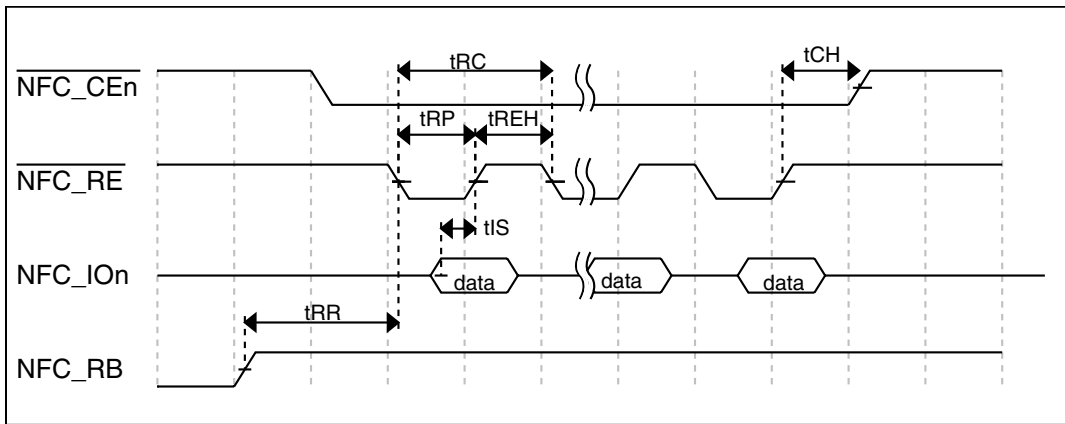 tRC
tCH
NFC_CEn
tRP
tREH
NFC_RE
tIS
NFC_IOn
data
data
data
tRR
NFC_RB